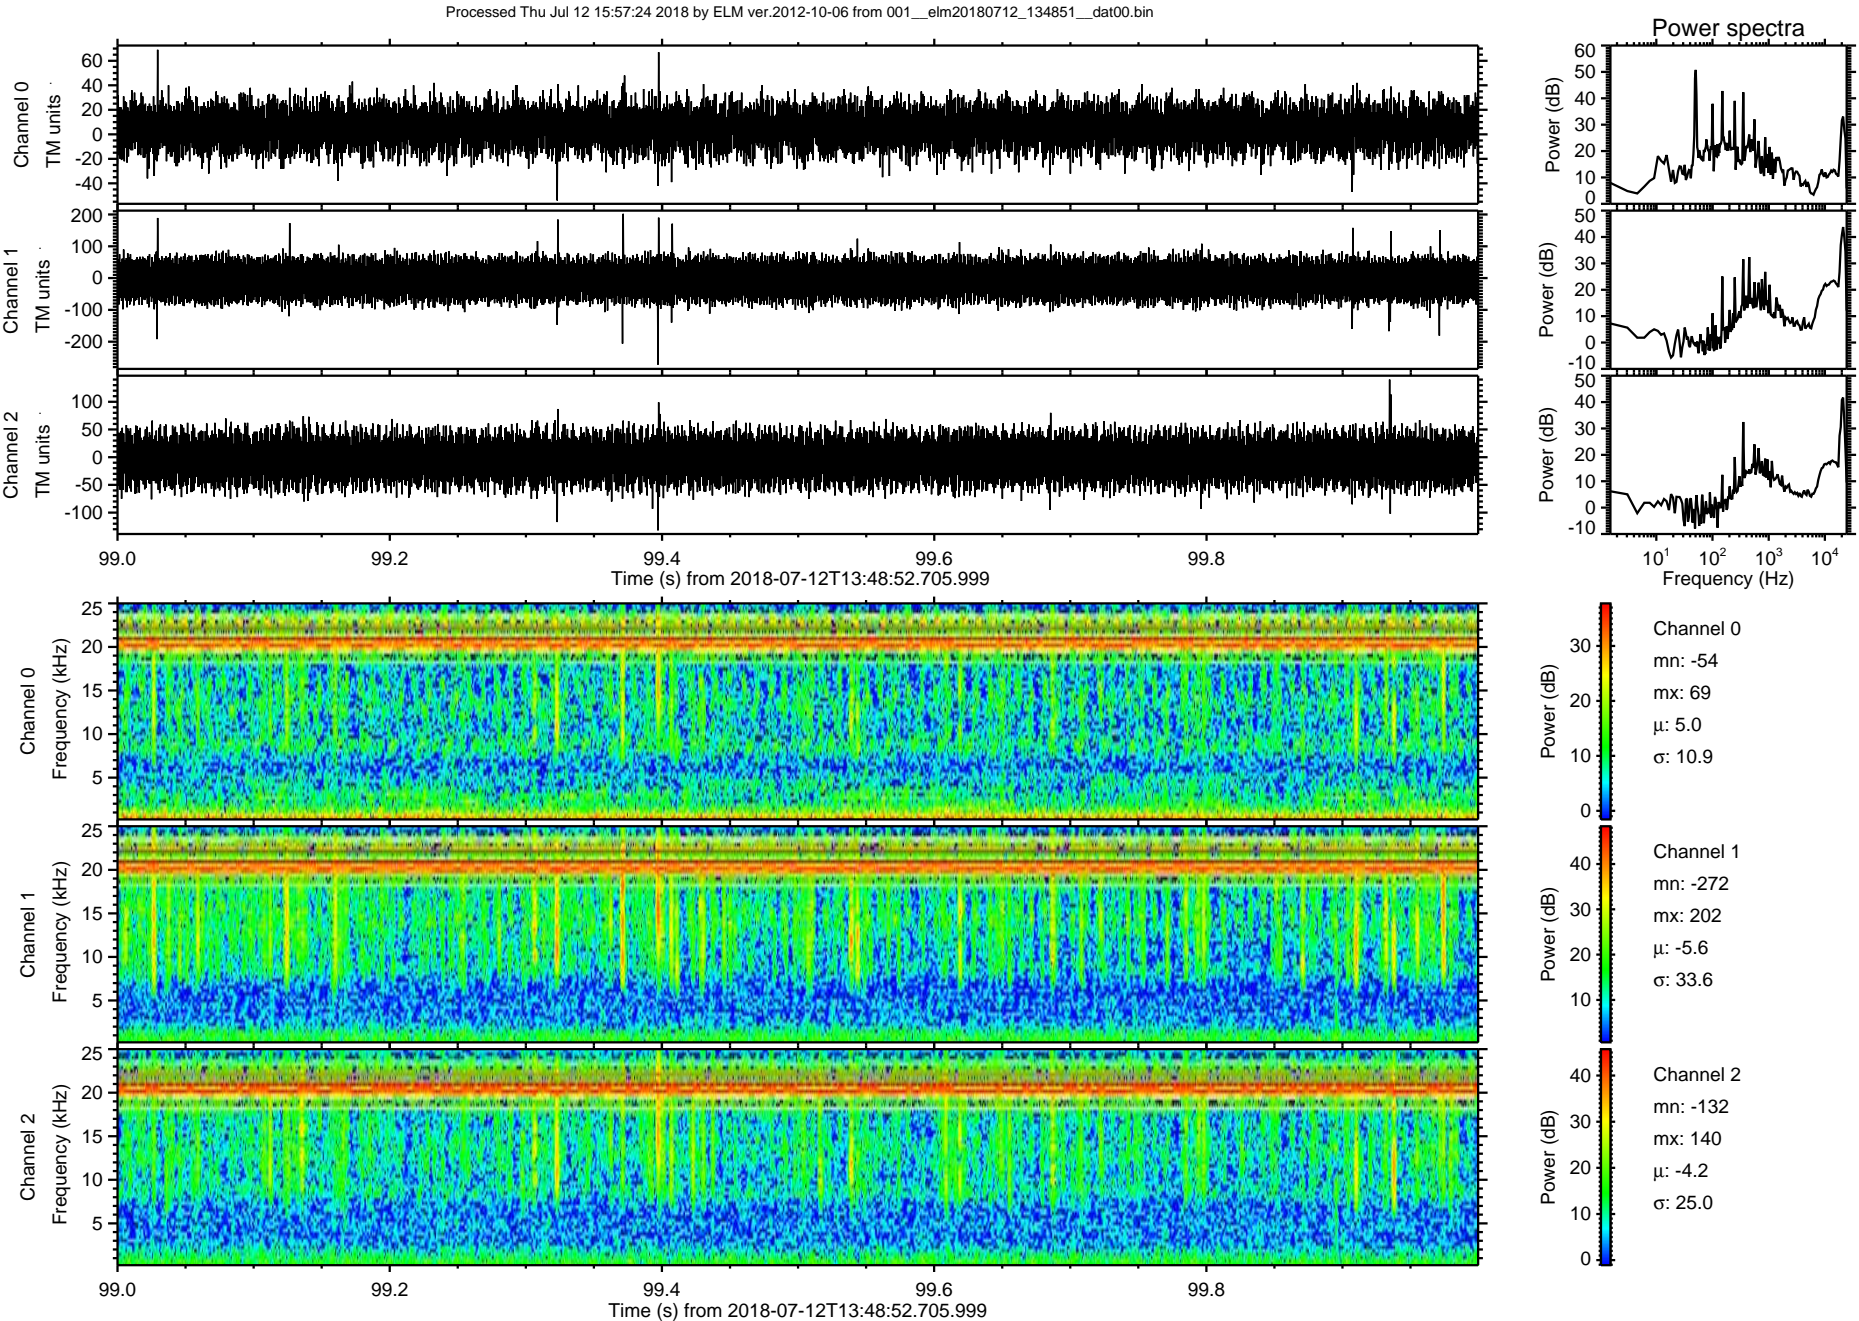 Processed Thu Jul 12 15:57:24 2018 by ELM ver.2012-10-06 from 001__elm20180712_134851__dat00.bin
Power spectra
Channel 0
TM units
60
40
20
0
-20
-40
Power (dB)
60
50
40
30
20
10
0
Channel 1
TM units
200
100
0
-100
-200
Power (dB)
50
40
30
20
10
0
-10
Channel 2
TM units
100
50
0
-50
-100
Power (dB)
50
40
30
20
10
0
-10
99.0 99.2 99.4 99.6 99.8
Time (s) from 2018-07-12T13:48:52.705.999
10¹ 10² 10³ 10⁴
Frequency (Hz)
Channel 0
Frequency (kHz)
25
20
15
10
5
Power (dB)
30
20
10
0
Channel 0
mn: -54
mx: 69
μ: 5.0
σ: 10.9
Channel 1
Frequency (kHz)
25
20
15
10
5
Power (dB)
40
30
20
10
Channel 1
mn: -272
mx: 202
μ: -5.6
σ: 33.6
Channel 2
Frequency (kHz)
25
20
15
10
5
Power (dB)
40
30
20
10
0
Channel 2
mn: -132
mx: 140
μ: -4.2
σ: 25.0
99.0 99.2 99.4 99.6 99.8
Time (s) from 2018-07-12T13:48:52.705.999